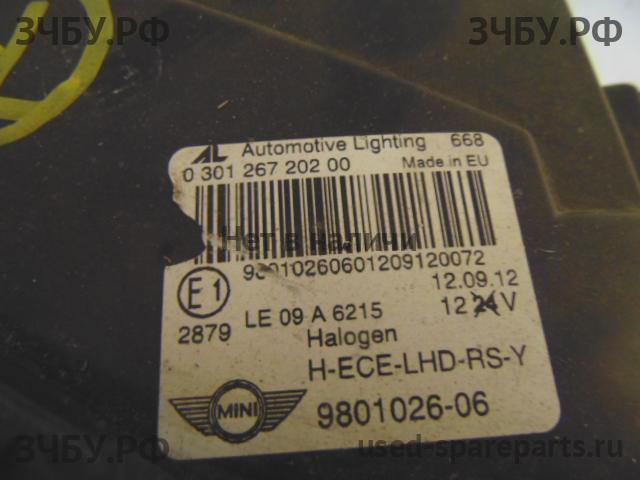 ЗЧБУ.РФ ЗЧБУ.РФ
AL Automotive Lighting 668
0 301 267 202 00 Made in EU
Нет в наличи
98010260601209120072
12.09.12
E1 LE 09 A 6215 12 24 V
2879 Halogen
H-ECE-LHD-RS-Y
MINI 9801026-06
ЗЧБУ.РФ used-spareparts.ru